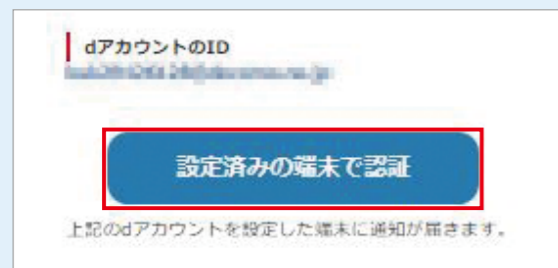 dアカウントのID
設定済みの端末で認証
上記のdアカウントを設定した端末に通知が届きます。